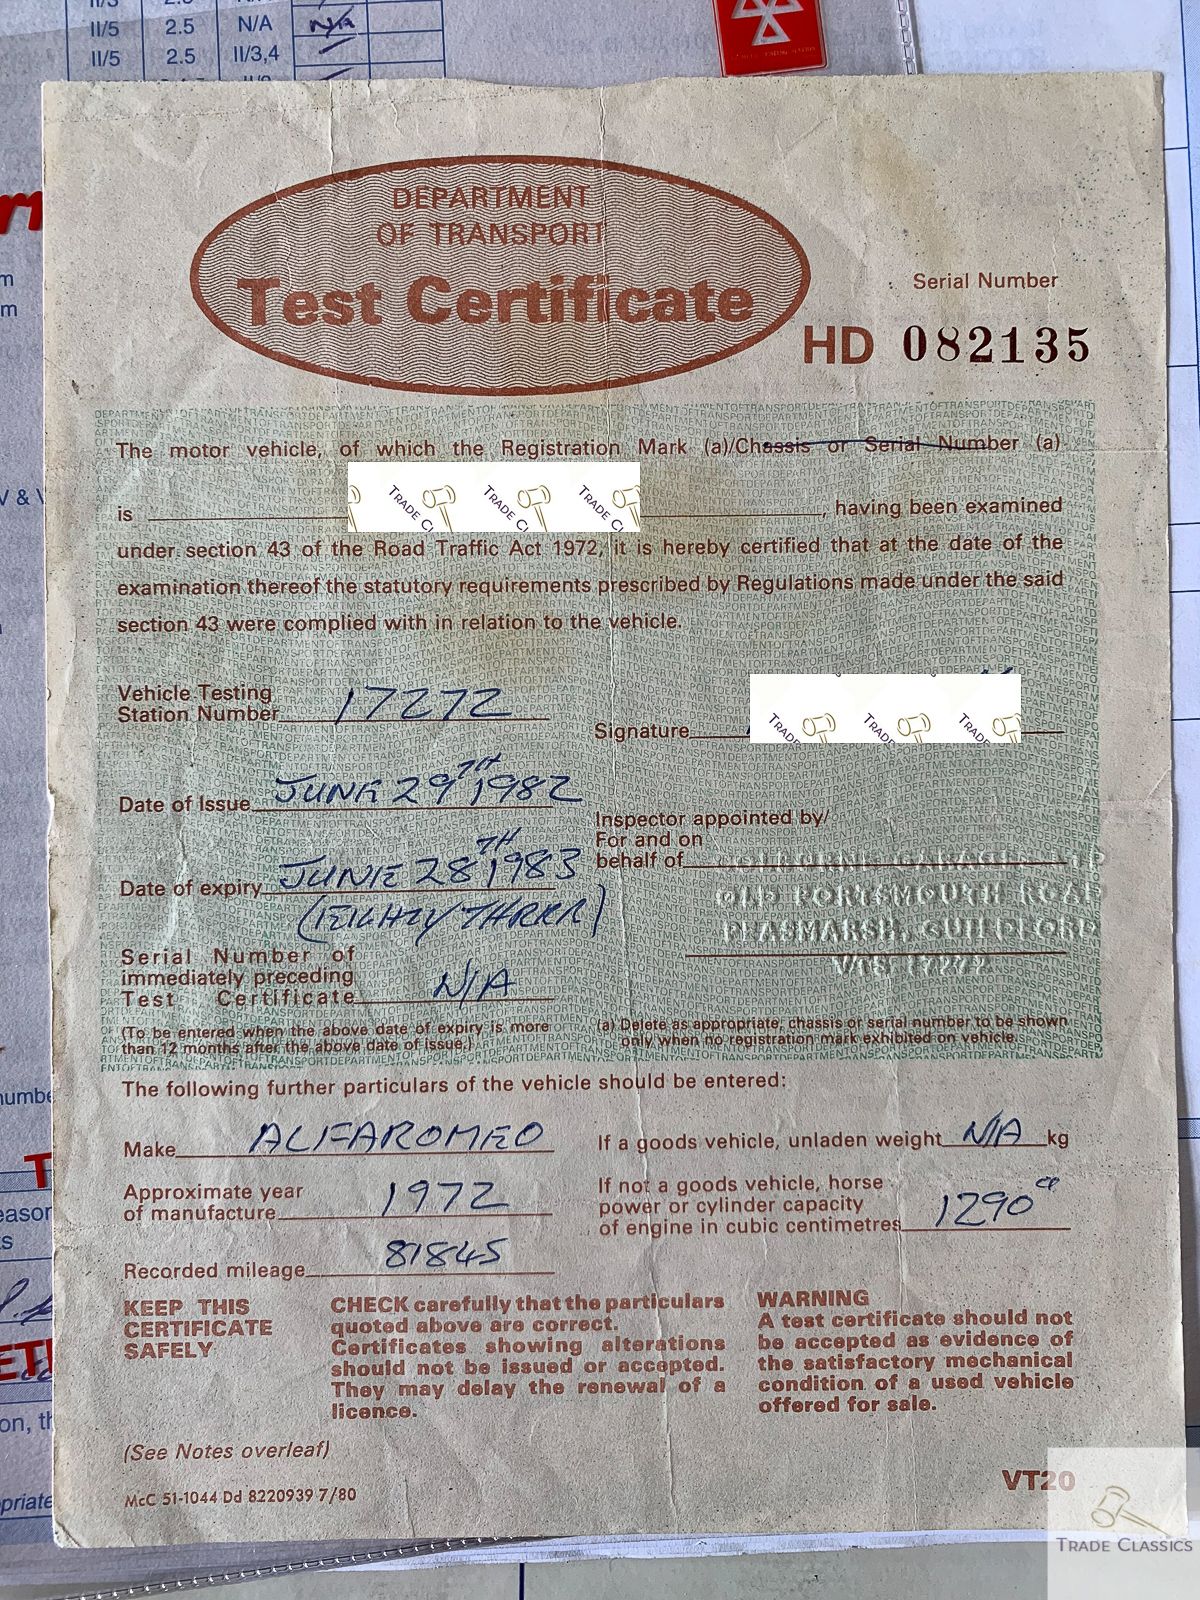 II/5 2.5 N/A N/A
II/5 2.5 II/3,4
DEPARTMENT
OF TRANSPORT
Test Certificate
Serial Number
HD 082135
The motor vehicle, of which the Registration Mark (a)/Chassis or Serial Number (a)
is , having been examined
under section 43 of the Road Traffic Act 1972, it is hereby certified that at the date of the
examination thereof the statutory requirements prescribed by Regulations made under the said
section 43 were complied with in relation to the vehicle.
Vehicle Testing
Station Number 17272
Signature
Date of Issue JUNE 29TH 1982
Inspector appointed by/
For and on
behalf of
Date of expiry JUNE 28TH 1983
(EIGHTY THREE)
OLD PORTSMOUTH ROAD
PEASMARSH, GUILDFORD
VTS 17272
Serial Number of
immediately preceding
Test Certificate N/A
(To be entered when the above date of expiry is more
than 12 months after the above date of issue.)
(a) Delete as appropriate, chassis or serial number to be shown
only when no registration mark exhibited on vehicle.
The following further particulars of the vehicle should be entered:
Make ALFAROMEO
If a goods vehicle, unladen weight N/A kg
Approximate year
of manufacture 1972
If not a goods vehicle, horse
power or cylinder capacity
of engine in cubic centimetres 1290 cc
Recorded mileage 81845
KEEP THIS
CERTIFICATE
SAFELY
CHECK carefully that the particulars
quoted above are correct.
Certificates showing alterations
should not be issued or accepted.
They may delay the renewal of a
licence.
WARNING
A test certificate should not
be accepted as evidence of
the satisfactory mechanical
condition of a used vehicle
offered for sale.
(See Notes overleaf)
McC 51-1044 Dd 8220939 7/80
VT20
TRADE CLASSICS